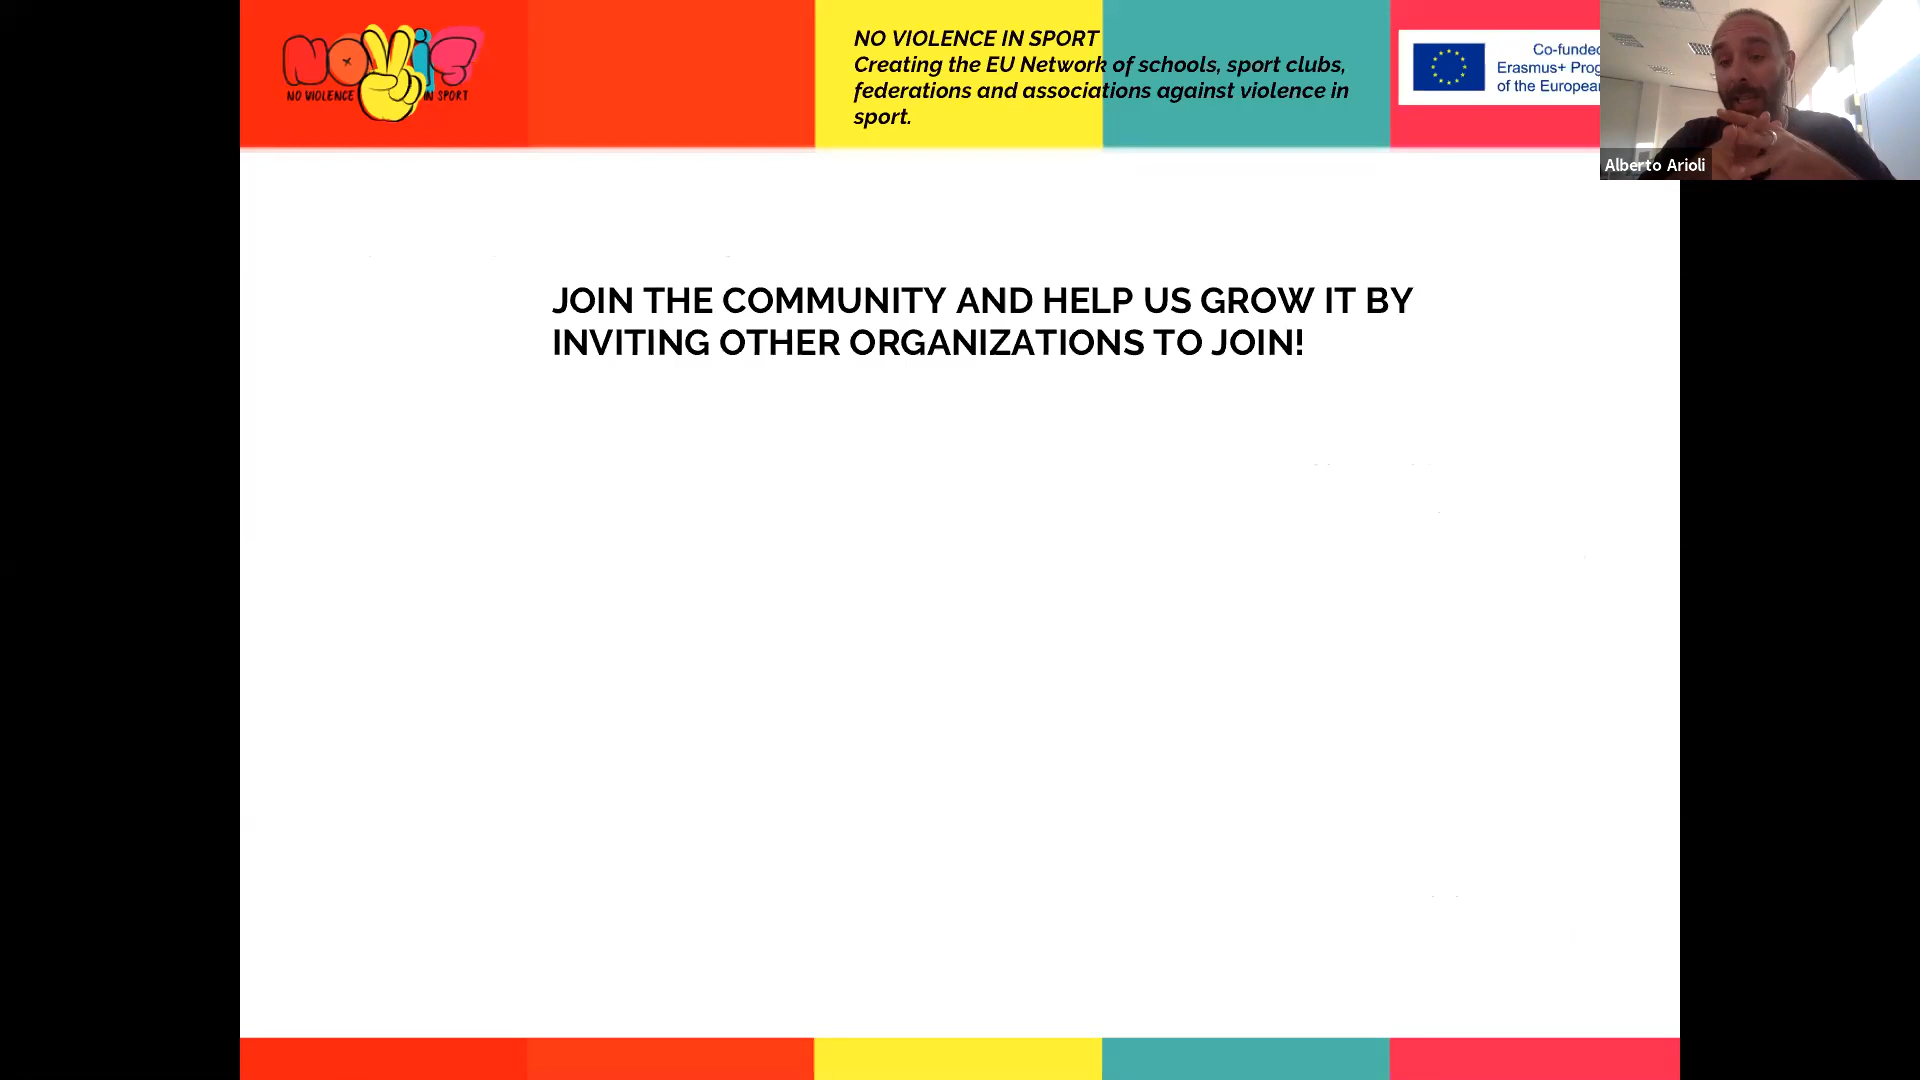 NOViS
NO VIOLENCE IN SPORT
NO VIOLENCE IN SPORT
Creating the EU Network of schools, sport clubs,
federations and associations against violence in
sport.
Co-funded
Erasmus+ Prog
of the European
Alberto Arioli
JOIN THE COMMUNITY AND HELP US GROW IT BY
INVITING OTHER ORGANIZATIONS TO JOIN!